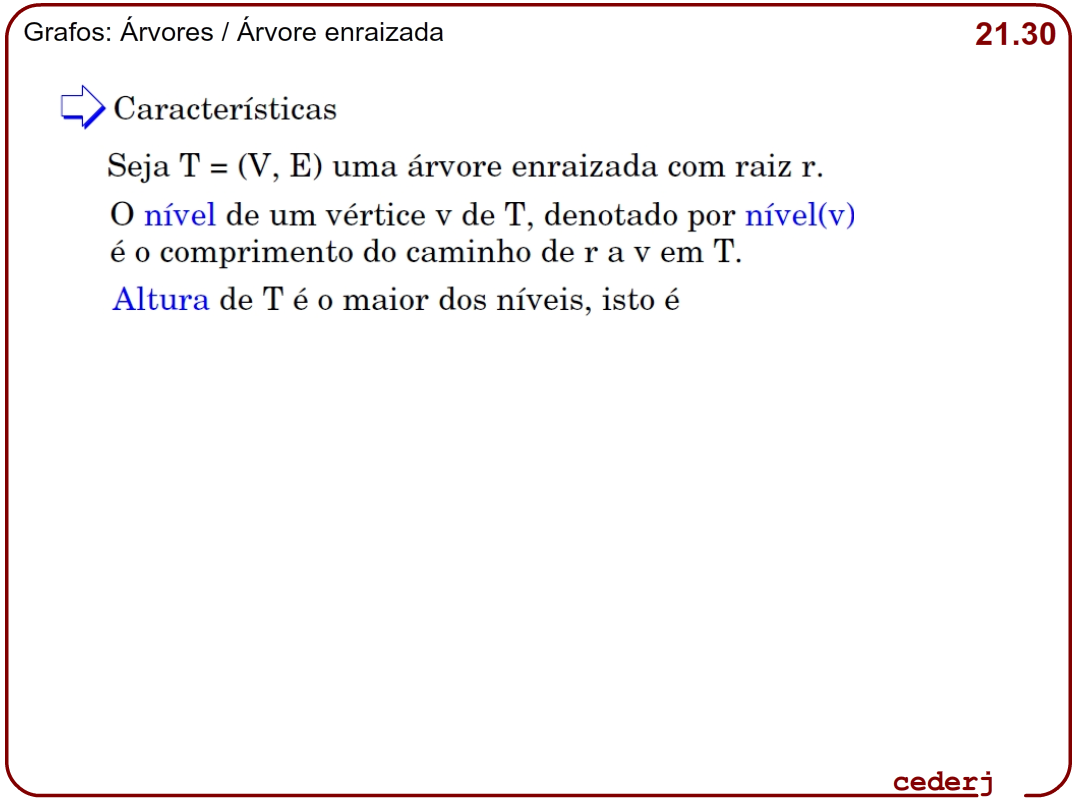 Grafos: Árvores / Árvore enraizada
21.30
Características
Seja T = (V, E) uma árvore enraizada com raiz r.
O nível de um vértice v de T, denotado por nível(v)
é o comprimento do caminho de r a v em T.
Altura de T é o maior dos níveis, isto é
cederj